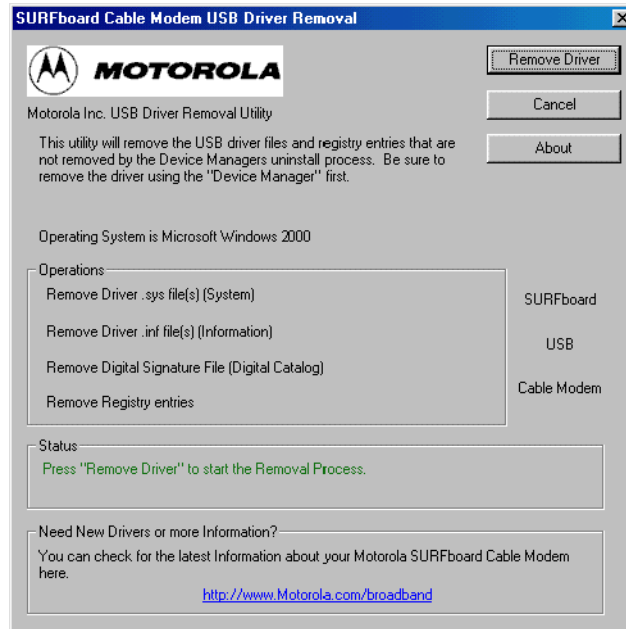 SURFboard Cable Modem USB Driver Removal
MOTOROLA
Remove Driver
Cancel
About
Motorola Inc. USB Driver Removal Utility
This utility will remove the USB driver files and registry entries that are
not removed by the Device Managers uninstall process. Be sure to
remove the driver using the "Device Manager" first.
Operating System is Microsoft Windows 2000
Operations
Remove Driver .sys file(s) (System)
Remove Driver .inf file(s) (Information)
Remove Digital Signature File (Digital Catalog)
Remove Registry entries
SURFboard
USB
Cable Modem
Status
Press "Remove Driver" to start the Removal Process.
Need New Drivers or more Information?
You can check for the latest Information about your Motorola SURFboard Cable Modem
here.
http://www.Motorola.com/broadband